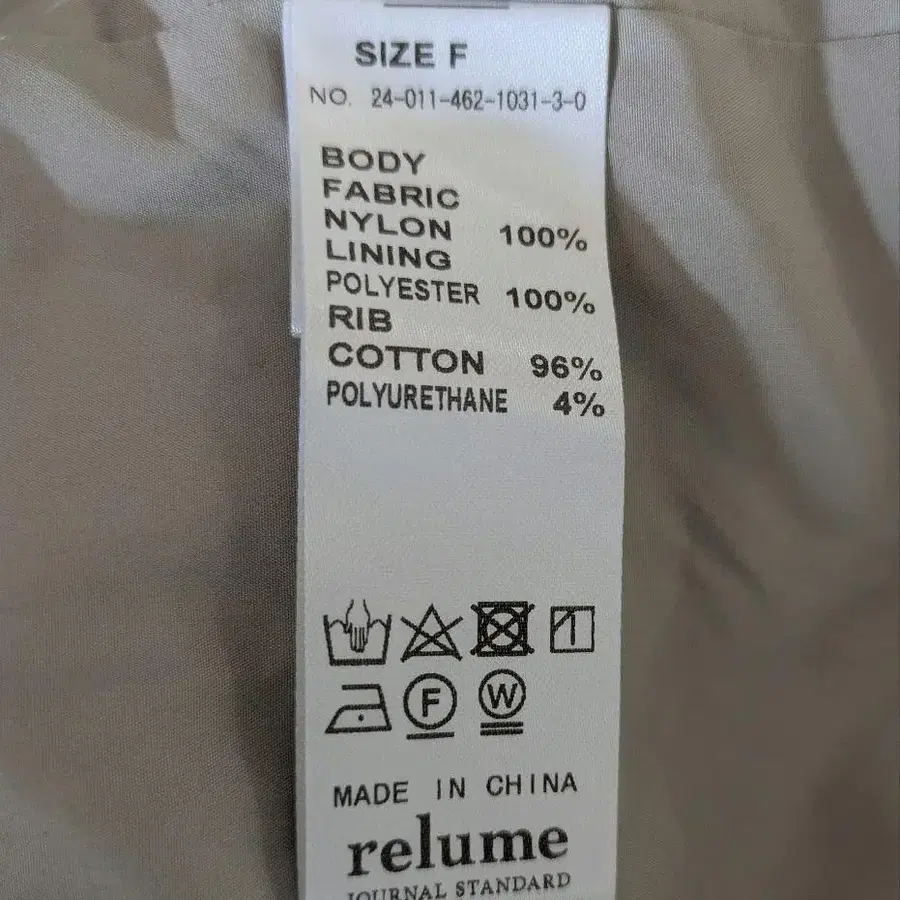 SIZE F
NO. 24-011-462-1031-3-0
BODY
FABRIC
NYLON 100%
LINING
POLYESTER 100%
RIB
COTTON 96%
POLYURETHANE 4%
F W
MADE IN CHINA
relume
JOURNAL STANDARD